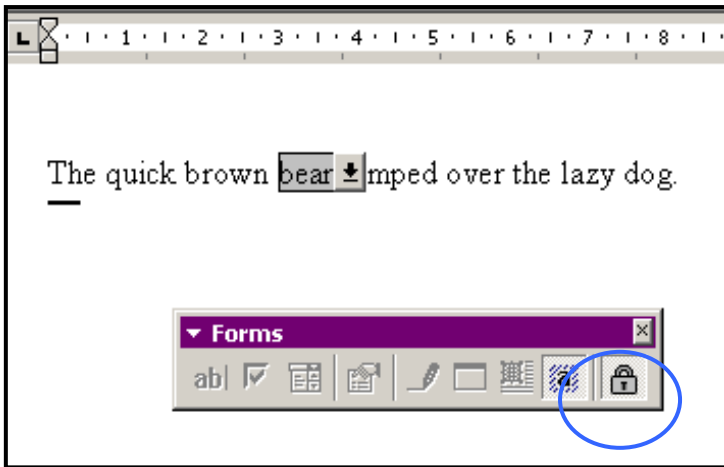 L 1 2 3 4 5 6 7 8
The quick brown bear mped over the lazy dog.
Forms
ab| a